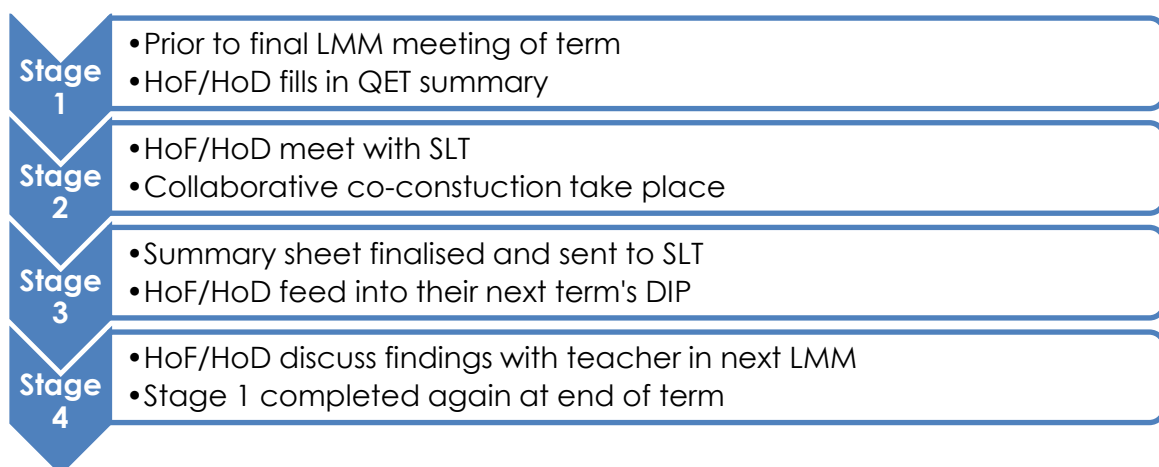 Stage
1
•Prior to final LMM meeting of term
•HoF/HoD fills in QET summary
Stage
2
•HoF/HoD meet with SLT
•Collaborative co-constuction take place
Stage
3
•Summary sheet finalised and sent to SLT
•HoF/HoD feed into their next term's DIP
Stage
4
•HoF/HoD discuss findings with teacher in next LMM
•Stage 1 completed again at end of term